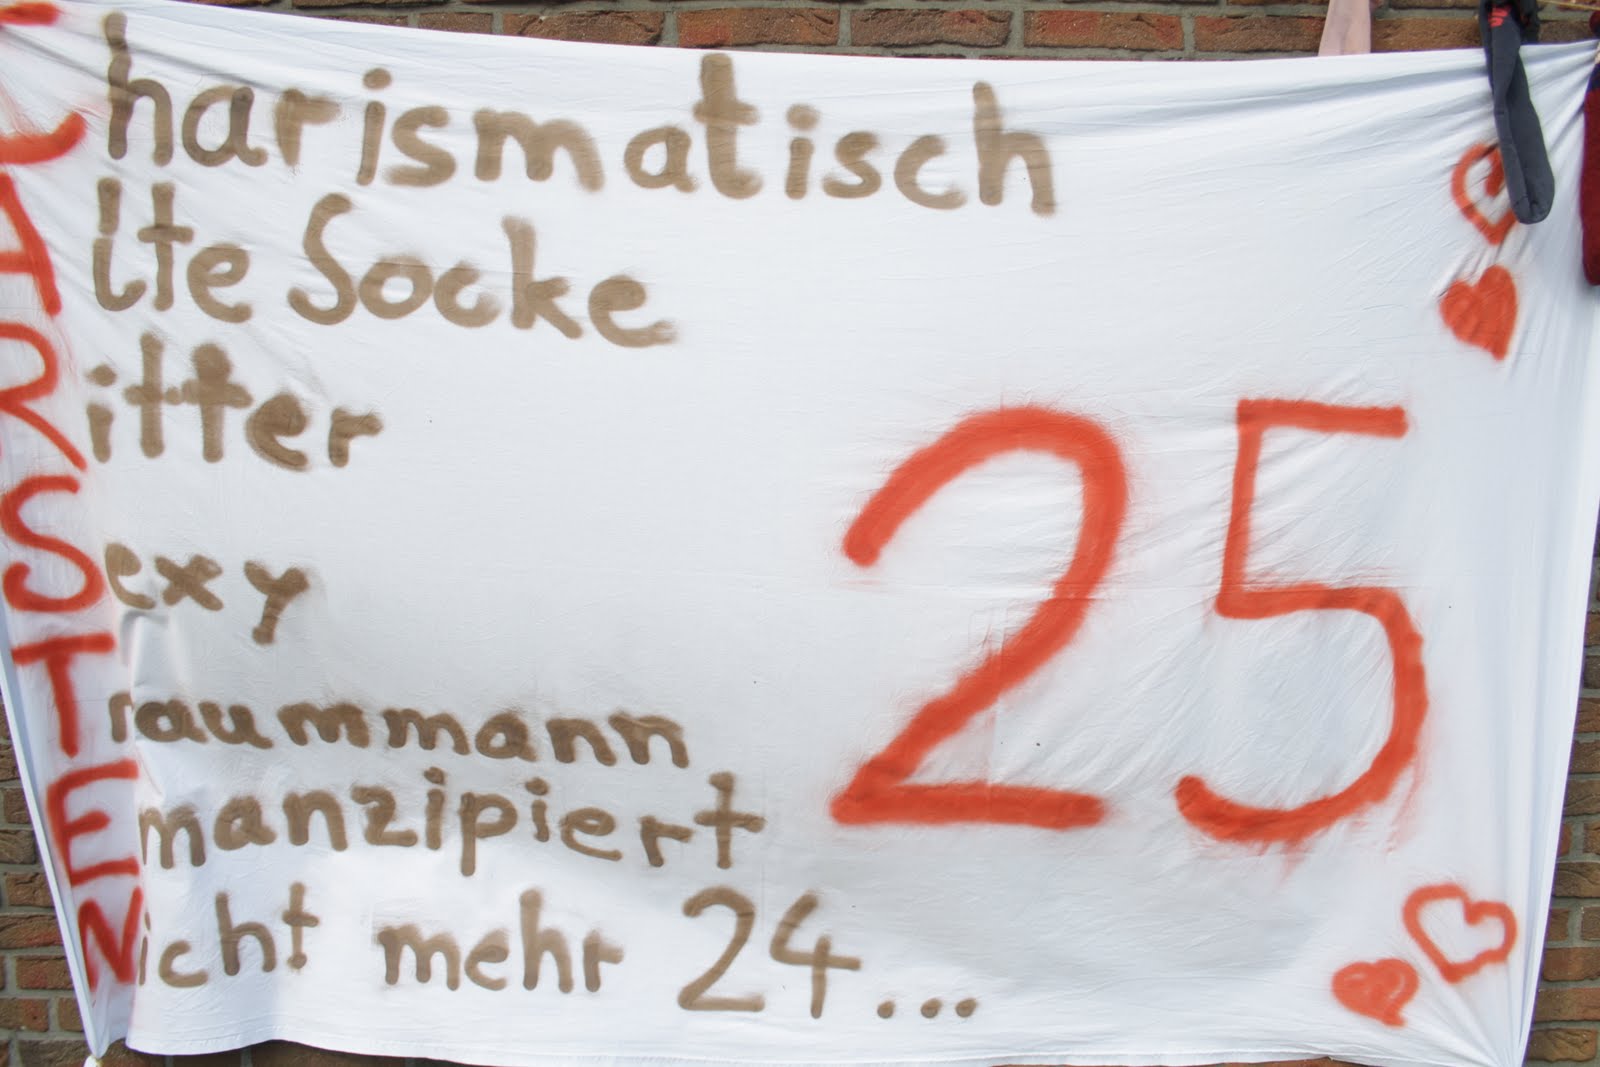 Charismatisch
Alte Socke
Ritter
Sexy
Traummann
Emanzipiert
Nicht mehr 24...
25